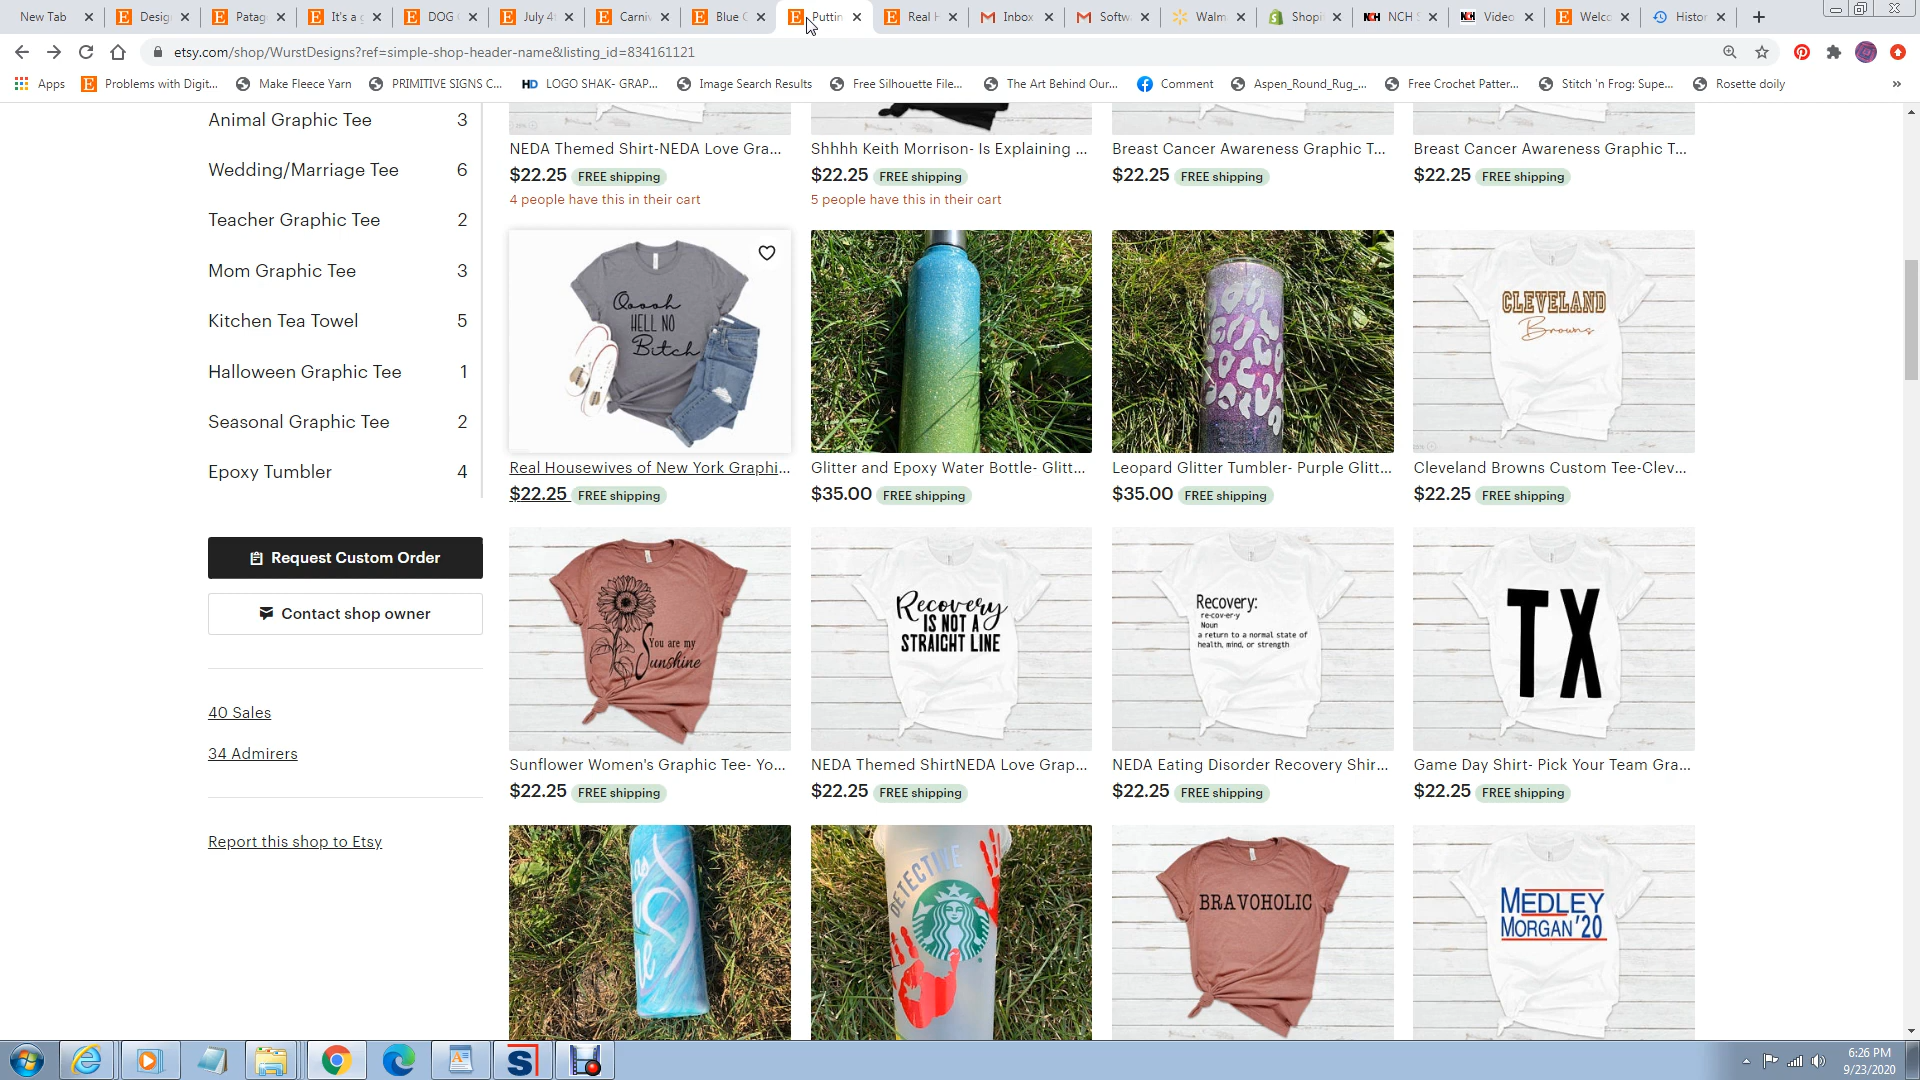 New Tab
Desig
Patag
It's a g
DOG
July 4
Carniv
Blue C
Puttin
Real H
Inbox
Softw
Walm
Shopi
NCH S
Video
Welco
Histor
etsy.com/shop/WurstDesigns?ref=simple-shop-header-name&listing_id=834161121
Apps
Problems with Digit...
Make Fleece Yarn
PRIMITIVE SIGNS C...
HD LOGO SHAK- GRAP...
Image Search Results
Free Silhouette File...
The Art Behind Our...
Comment
Aspen_Round_Rug_...
Free Crochet Patter...
Stitch 'n Frog: Supe...
Rosette doily
»
Animal Graphic Tee 3
Wedding/Marriage Tee 6
Teacher Graphic Tee 2
Mom Graphic Tee 3
Kitchen Tea Towel 5
Halloween Graphic Tee 1
Seasonal Graphic Tee 2
Epoxy Tumbler 4
Request Custom Order
Contact shop owner
40 Sales
34 Admirers
Report this shop to Etsy
NEDA Themed Shirt-NEDA Love Gra...
$22.25 FREE shipping
4 people have this in their cart
Shhhh Keith Morrison- Is Explaining ...
$22.25 FREE shipping
5 people have this in their cart
Breast Cancer Awareness Graphic T...
$22.25 FREE shipping
Breast Cancer Awareness Graphic T...
$22.25 FREE shipping
Ooooh
HELL NO
Bitch
Real Housewives of New York Graphi...
$22.25 FREE shipping
Glitter and Epoxy Water Bottle- Glitt...
$35.00 FREE shipping
Leopard Glitter Tumbler- Purple Glitt...
$35.00 FREE shipping
CLEVELAND
Browns
Cleveland Browns Custom Tee-Clev...
$22.25 FREE shipping
You are my
Sunshine
Sunflower Women's Graphic Tee- Yo...
$22.25 FREE shipping
Recovery
IS NOT A
STRAIGHT LINE
NEDA Themed ShirtNEDA Love Grap...
$22.25 FREE shipping
Recovery:
re·cov·er·y
Noun
a return to a normal state of
health, mind, or strength
NEDA Eating Disorder Recovery Shir...
$22.25 FREE shipping
TX
Game Day Shirt- Pick Your Team Gra...
$22.25 FREE shipping
DETECTIVE
BRAVOHOLIC
MEDLEY
MORGAN '20
6:26 PM
9/23/2020